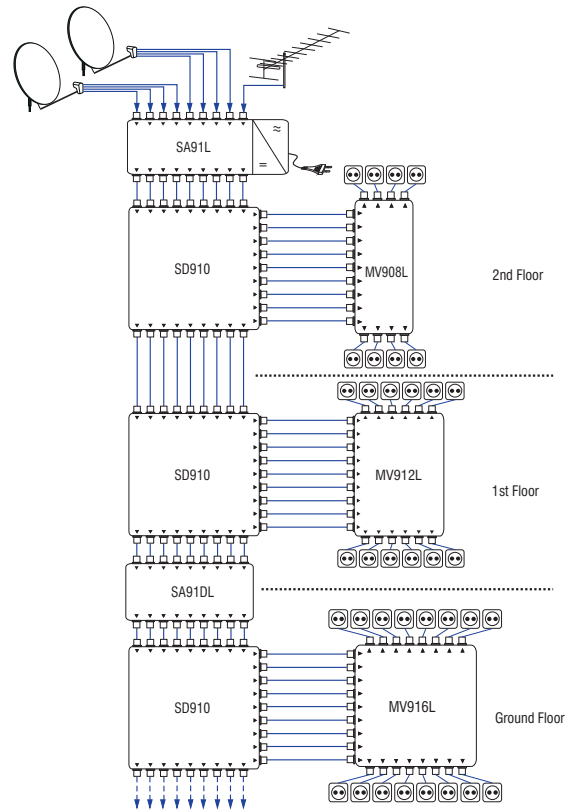 SA91L
≈
=
SD910
MV908L
2nd Floor
SD910
MV912L
1st Floor
SA91DL
SD910
MV916L
Ground Floor